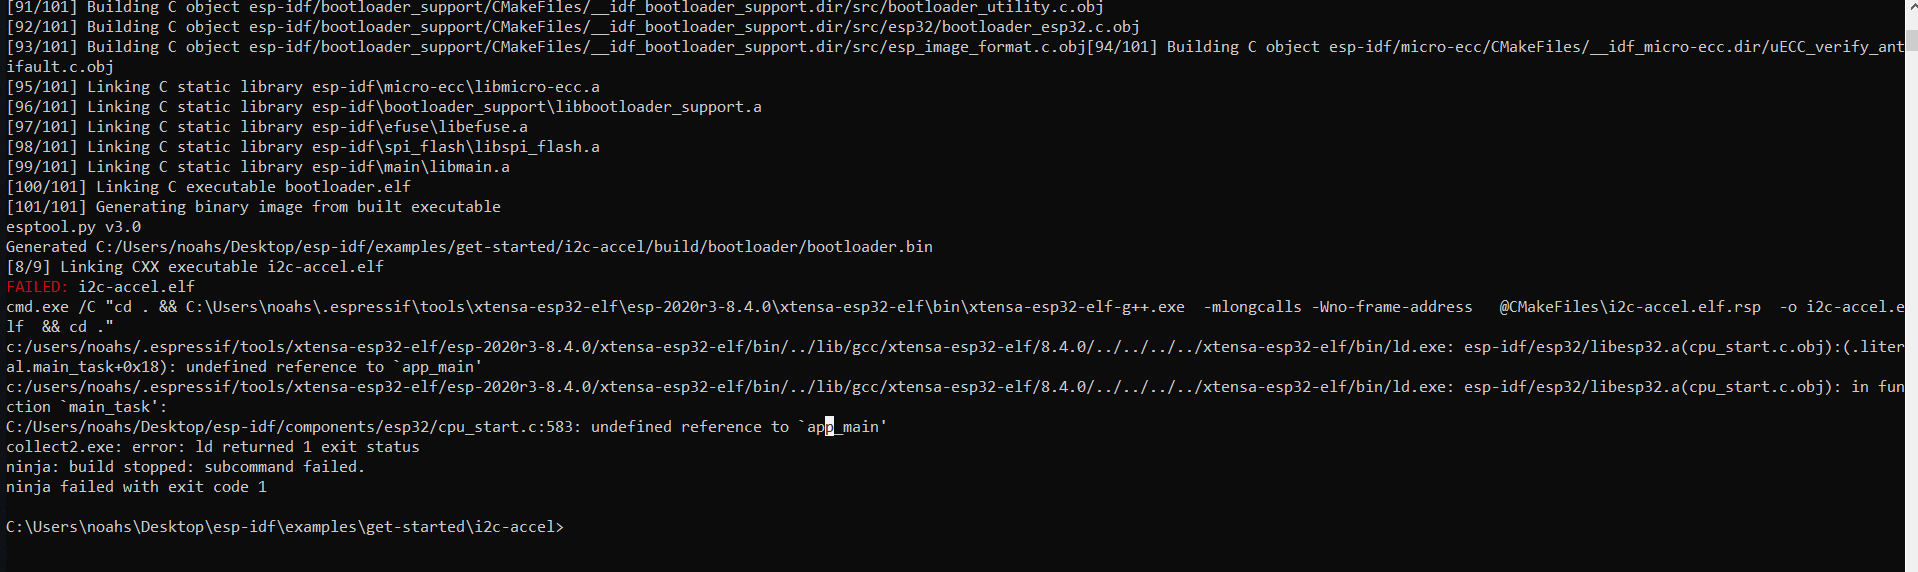 [91/101] Building C object esp-idf/bootloader_support/CMakeFiles/__idf_bootloader_support.dir/src/bootloader_utility.c.obj
[92/101] Building C object esp-idf/bootloader_support/CMakeFiles/__idf_bootloader_support.dir/src/esp32/bootloader_esp32.c.obj
[93/101] Building C object esp-idf/bootloader_support/CMakeFiles/__idf_bootloader_support.dir/src/esp_image_format.c.obj[94/101] Building C object esp-idf/micro-ecc/CMakeFiles/__idf_micro-ecc.dir/uECC_verify_ant
ifault.c.obj
[95/101] Linking C static library esp-idf\micro-ecc\libmicro-ecc.a
[96/101] Linking C static library esp-idf\bootloader_support\libbootloader_support.a
[97/101] Linking C static library esp-idf\efuse\libefuse.a
[98/101] Linking C static library esp-idf\spi_flash\libspi_flash.a
[99/101] Linking C static library esp-idf\main\libmain.a
[100/101] Linking C executable bootloader.elf
[101/101] Generating binary image from built executable
esptool.py v3.0
Generated C:/Users/noahs/Desktop/esp-idf/examples/get-started/i2c-accel/build/bootloader/bootloader.bin
[8/9] Linking CXX executable i2c-accel.elf
FAILED: i2c-accel.elf
cmd.exe /C "cd . && C:\Users\noahs\.espressif\tools\xtensa-esp32-elf\esp-2020r3-8.4.0\xtensa-esp32-elf\bin\xtensa-esp32-elf-g++.exe  -mlongcalls -Wno-frame-address   @CMakeFiles\i2c-accel.elf.rsp  -o i2c-accel.e
lf  && cd ."
c:/users/noahs/.espressif/tools/xtensa-esp32-elf/esp-2020r3-8.4.0/xtensa-esp32-elf/bin/../lib/gcc/xtensa-esp32-elf/8.4.0/../../../../xtensa-esp32-elf/bin/ld.exe: esp-idf/esp32/libesp32.a(cpu_start.c.obj):(.liter
al.main_task+0x18): undefined reference to `app_main'
c:/users/noahs/.espressif/tools/xtensa-esp32-elf/esp-2020r3-8.4.0/xtensa-esp32-elf/bin/../lib/gcc/xtensa-esp32-elf/8.4.0/../../../../xtensa-esp32-elf/bin/ld.exe: esp-idf/esp32/libesp32.a(cpu_start.c.obj): in fun
ction `main_task':
C:/Users/noahs/Desktop/esp-idf/components/esp32/cpu_start.c:583: undefined reference to `app_main'
collect2.exe: error: ld returned 1 exit status
ninja: build stopped: subcommand failed.
ninja failed with exit code 1
C:\Users\noahs\Desktop\esp-idf\examples\get-started\i2c-accel>